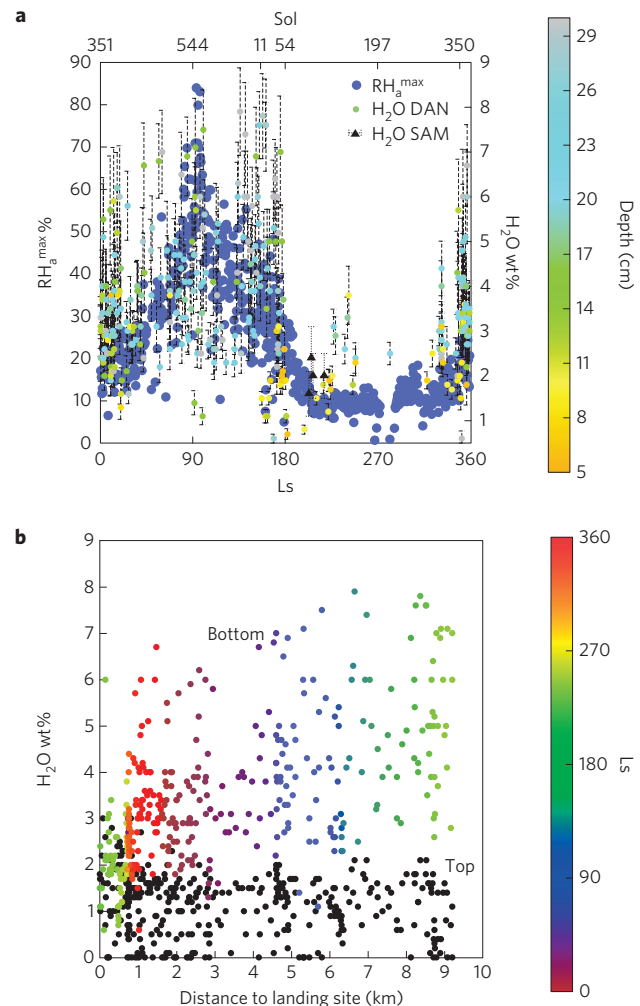 a
Sol
351 544 11 54 197 350
90 80 70 60 50 40 30 20 10 0
RHₐᵐᵃˣ %
RHₐᵐᵃˣ
H₂O DAN
H₂O SAM
9 8 7 6 5 4 3 2 1
H₂O wt%
0 90 180 270 360
Ls
29 26 23 20 17 14 11 8 5
Depth (cm)
b
9 8 7 6 5 4 3 2 1 0
H₂O wt%
Bottom
Top
0 1 2 3 4 5 6 7 8 9 10
Distance to landing site (km)
360 270 180 90 0
Ls